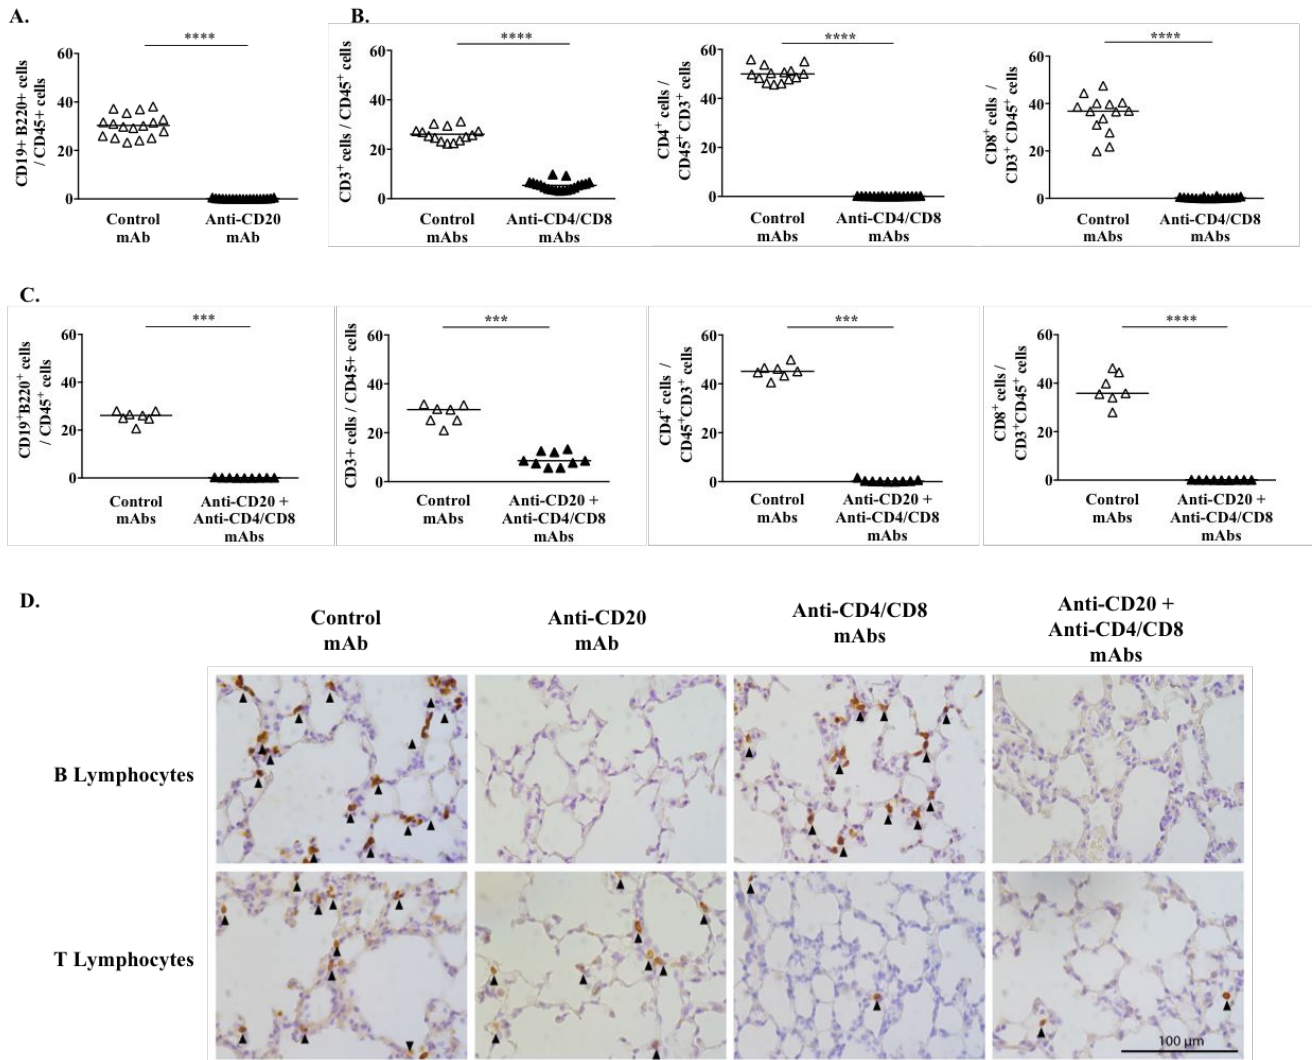 A.
B.
****
60
40
20
0
CD19+ B220+ cells
/ CD45+ cells
Control
mAb
Anti-CD20
mAb
****
60
40
20
0
CD3⁺ cells / CD45⁺ cells
Control
mAbs
Anti-CD4/CD8
mAbs
****
60
40
20
0
CD4⁺ cells /
CD45⁺ CD3⁺ cells
Control
mAbs
Anti-CD4/CD8
mAbs
****
60
40
20
0
CD8⁺ cells /
CD3⁺ CD45⁺ cells
Control
mAbs
Anti-CD4/CD8
mAbs
C.
***
60
40
20
0
CD19⁺B220⁺ cells
/ CD45⁺ cells
Control
mAbs
Anti-CD20 +
Anti-CD4/CD8
mAbs
***
60
40
20
0
CD3+ cells / CD45+ cells
Control
mAbs
Anti-CD20 +
Anti-CD4/CD8
mAbs
***
60
40
20
0
CD4⁺ cells /
CD45⁺CD3⁺ cells
Control
mAbs
Anti-CD20 +
Anti-CD4/CD8
mAbs
****
60
40
20
0
CD8⁺ cells /
CD3⁺CD45⁺ cells
Control
mAbs
Anti-CD20 +
Anti-CD4/CD8
mAbs
D.
Control
mAb
Anti-CD20
mAb
Anti-CD4/CD8
mAbs
Anti-CD20 +
Anti-CD4/CD8
mAbs
B Lymphocytes
T Lymphocytes
100 µm